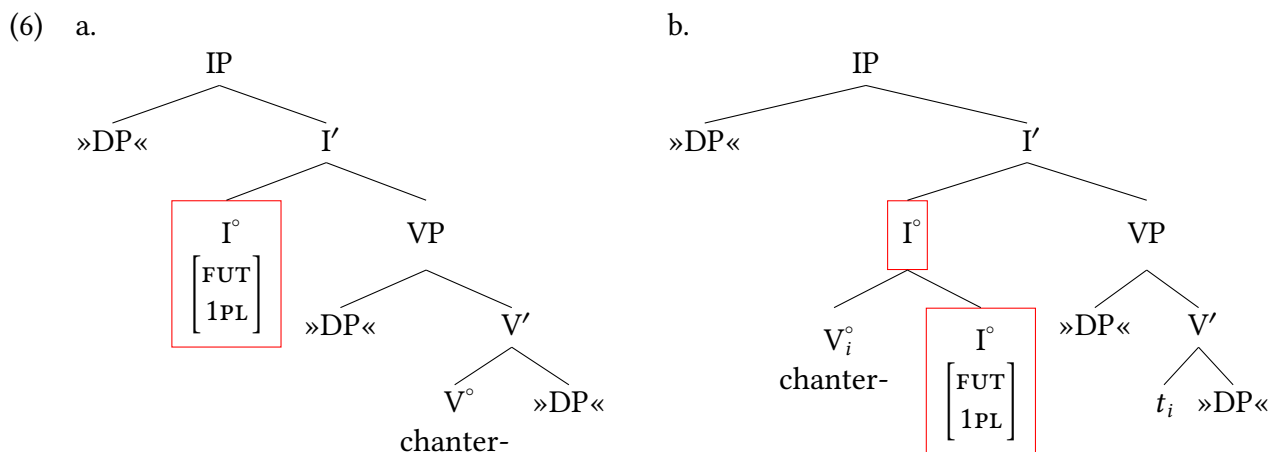 (6) a. b.
IP IP
»DP« I′ »DP« I′
I° VP I° VP
[FUT
1PL]
»DP« V′ V°i I° »DP« V′
chanter- [FUT
1PL]
V° »DP« ti »DP«
chanter-